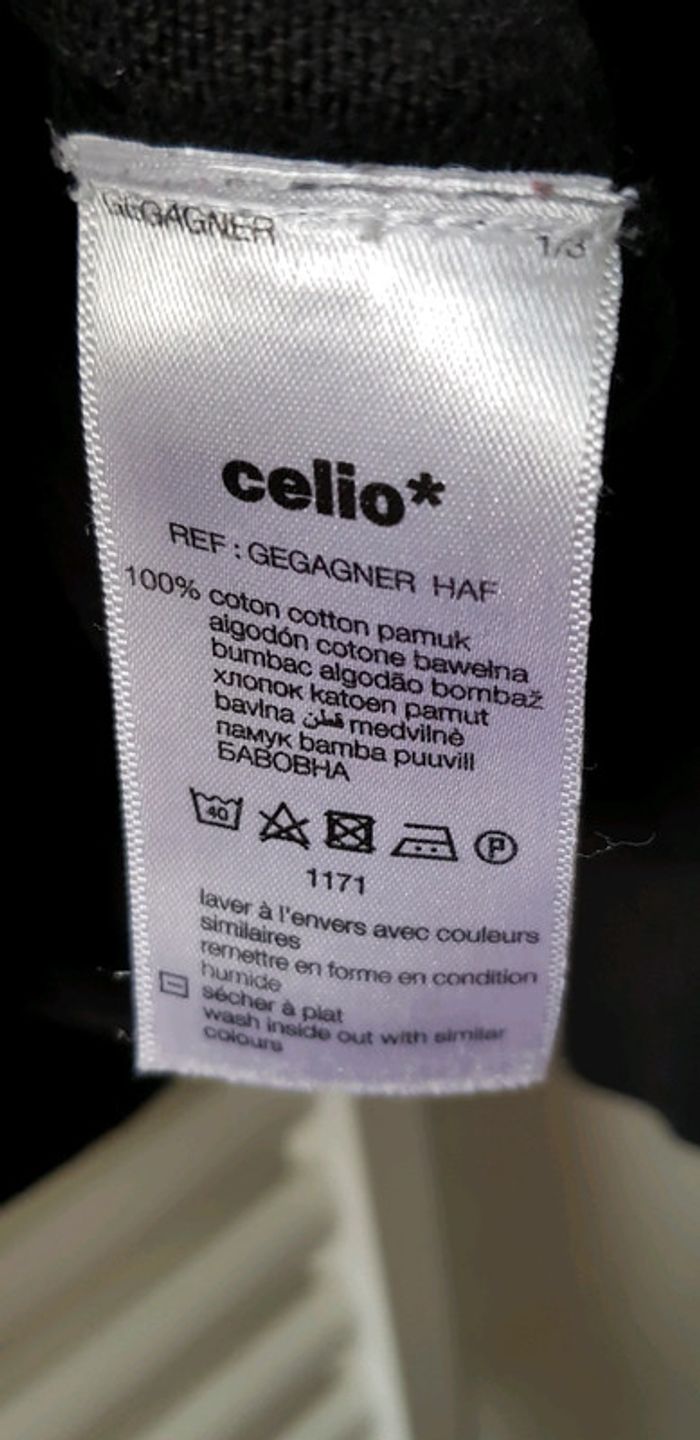 GEGAGNER 1/3
celio*
REF : GEGAGNER HAF
100% coton cotton pamuk
algodón cotone bawełna
bumbac algodão bombaž
хлопок katoen pamut
bavlna قطن medvilnė
памук bamba puuvill
БАВОВНА
40 P
1171
laver à l'envers avec couleurs
similaires
remettre en forme en condition
humide
sécher à plat
wash inside out with similar
colours